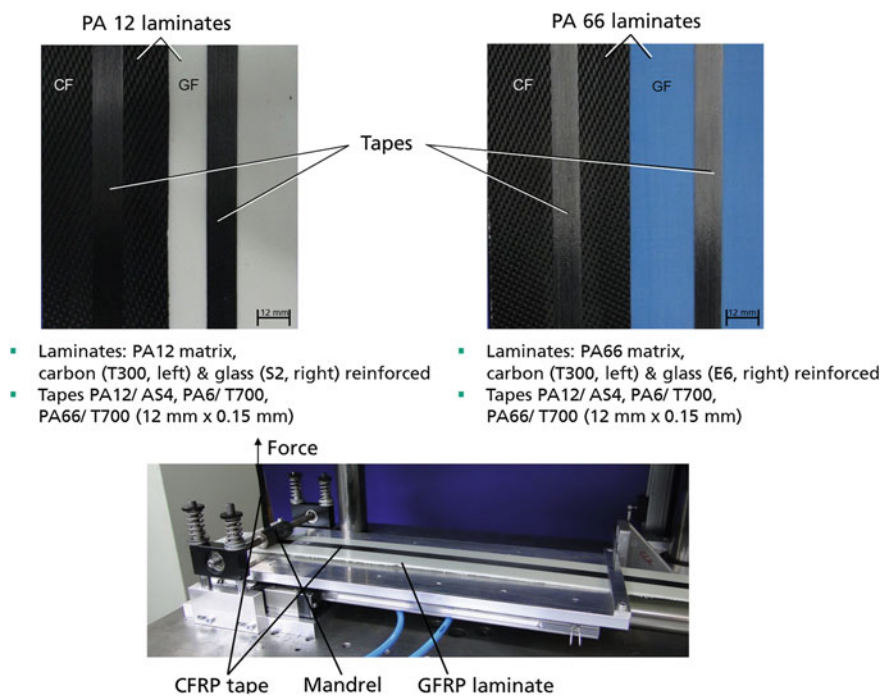 PA 12 laminates
CF
GF
12 mm
PA 66 laminates
CF
GF
12 mm
Tapes
▪ Laminates: PA12 matrix,
carbon (T300, left) & glass (S2, right) reinforced
▪ Tapes PA12/ AS4, PA6/ T700,
PA66/ T700 (12 mm x 0.15 mm)
▪ Laminates: PA66 matrix,
carbon (T300, left) & glass (E6, right) reinforced
▪ Tapes PA12/ AS4, PA6/ T700,
PA66/ T700 (12 mm x 0.15 mm)
Force
CFRP tape
Mandrel
GFRP laminate